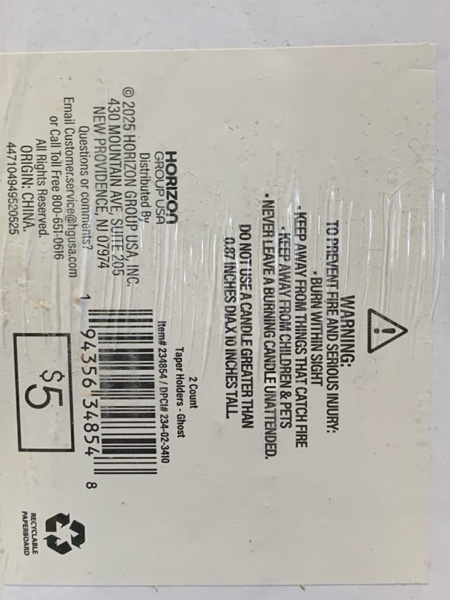 WARNING:
TO PREVENT FIRE AND SERIOUS INJURY:
• BURN WITHIN SIGHT
• KEEP AWAY FROM THINGS THAT CATCH FIRE
• KEEP AWAY FROM CHILDREN & PETS
• NEVER LEAVE A BURNING CANDLE UNATTENDED.
DO NOT USE A CANDLE GREATER THAN
0.87 INCHES DIA.X 10 INCHES TALL.
HORIZON
GROUP USA
Distributed By
© 2025 HORIZON GROUP USA, INC.
430 MOUNTAIN AVE. SUITE 205
NEW PROVIDENCE, NJ 07974
Questions or comments?
Email Customerservice@hgusa.com
or Call Toll Free 800-651-0616
All Rights Reserved.
ORIGIN: CHINA.
447104949520525
2 Count
Taper Holders - Ghost
Item# 234854 / DPCI# 234-02-3410
1 94356 34854 8
$5
RECYCLABLE
PAPERBOARD